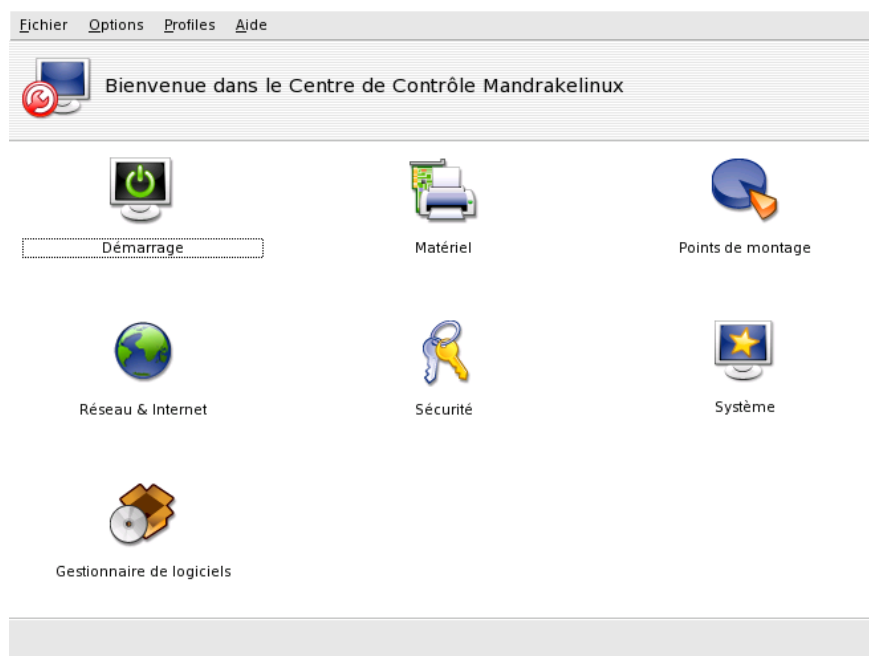 Fichier Options Profiles Aide
Bienvenue dans le Centre de Contrôle Mandrakelinux
Démarrage Matériel Points de montage
Réseau & Internet Sécurité Système
Gestionnaire de logiciels